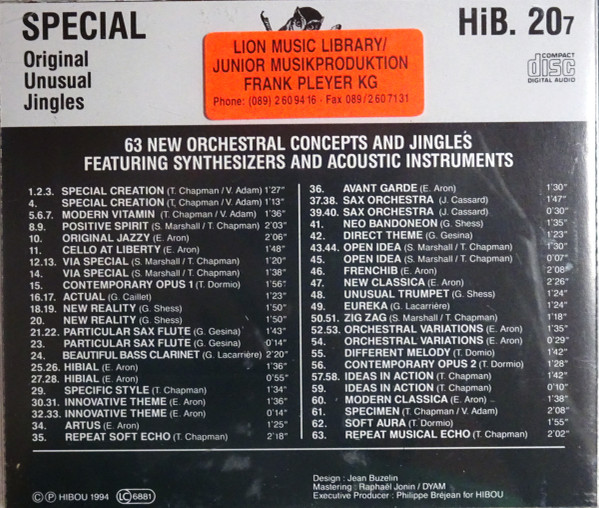 SPECIAL
Original
Unusual
Jingles
LION MUSIC LIBRARY/
JUNIOR MUSIKPRODUKTION
FRANK PLEYER KG
Phone: (089) 2 60 94 16 · Fax 089/2 60 71 31
HiB. 207
COMPACT
disc
DIGITAL AUDIO
63 NEW ORCHESTRAL CONCEPTS AND JINGLES
FEATURING SYNTHESIZERS AND ACOUSTIC INSTRUMENTS
1.2.3. SPECIAL CREATION (T. Chapman / V. Adam) 1'27"
4. SPECIAL CREATION (T. Chapman / V. Adam) 1'13"
5.6.7. MODERN VITAMIN (T. Chapman / V. Adam) 1'36"
8.9. POSITIVE SPIRIT (S. Marshall / T. Chapman) 2'03"
10. ORIGINAL JAZZY (E. Aron) 2'06"
11. CELLO AT LIBERTY (E. Aron) 1'48"
12.13. VIA SPECIAL (S. Marshall / T. Chapman) 1'20"
14. VIA SPECIAL (S. Marshall / T. Chapman) 1'38"
15. CONTEMPORARY OPUS 1 (T. Dormio) 1'56"
16.17. ACTUAL (G. Caillet) 1'23"
18.19. NEW REALITY (G. Shess) 1'50"
20. NEW REALITY (G. Shess) 1'50"
21.22. PARTICULAR SAX FLUTE (G. Gesina) 1'43"
23. PARTICULAR SAX FLUTE (G. Gesina) 0'14"
24. BEAUTIFUL BASS CLARINET (G. Lacarrière) 2'20"
25.26. HIBIAL (E. Aron) 1'36"
27.28. HIBIAL (E. Aron) 0'55"
29. SPECIFIC STYLE (T. Chapman) 1'34"
30.31. INNOVATIVE THEME (E. Aron) 1'36"
32.33. INNOVATIVE THEME (E. Aron) 0'14"
34. ARTUS (E. Aron) 1'25"
35. REPEAT SOFT ECHO (T. Chapman) 2'18"
36. AVANT GARDE (E. Aron) 1'30"
37.38. SAX ORCHESTRA (J. Cassard) 1'47"
39.40. SAX ORCHESTRA (J. Cassard) 0'30"
41. NEO BANDONEON (G. Shess) 1'35"
42. DIRECT THEME (G. Gesina) 1'23"
43.44. OPEN IDEA (S. Marshall / T. Chapman) 1'30"
45. OPEN IDEA (S. Marshall / T. Chapman) 0'07"
46. FRENCHIB (E. Aron) 2'08"
47. NEW CLASSICA (E. Aron) 2'26"
48. UNUSUAL TRUMPET (G. Shess) 1'24"
49. EUREKA (G. Lacarrière) 1'24"
50.51. ZIG ZAG (S. Marshall / T. Chapman) 1'18"
52.53. ORCHESTRAL VARIATIONS (E. Aron) 1'35"
54. ORCHESTRAL VARIATIONS (E. Aron) 0'29"
55. DIFFERENT MELODY (T. Dormio) 1'42"
56. CONTEMPORARY OPUS 2 (T. Dormio) 1'28"
57.58. IDEAS IN ACTION (T. Chapman) 1'42"
59. IDEAS IN ACTION (T. Chapman) 0'10"
60. MODERN CLASSICA (E. Aron) 1'38"
61. SPECIMEN (T. Chapman / V. Adam) 2'08"
62. SOFT AURA (T. Dormio) 1'55"
63. REPEAT MUSICAL ECHO (T. Chapman) 2'02"
© Ⓟ HIBOU 1994 LC 6881
Design : Jean Buzelin
Mastering : Raphaël Jonin / DYAM
Executive Producer : Philippe Bréjean for HIBOU